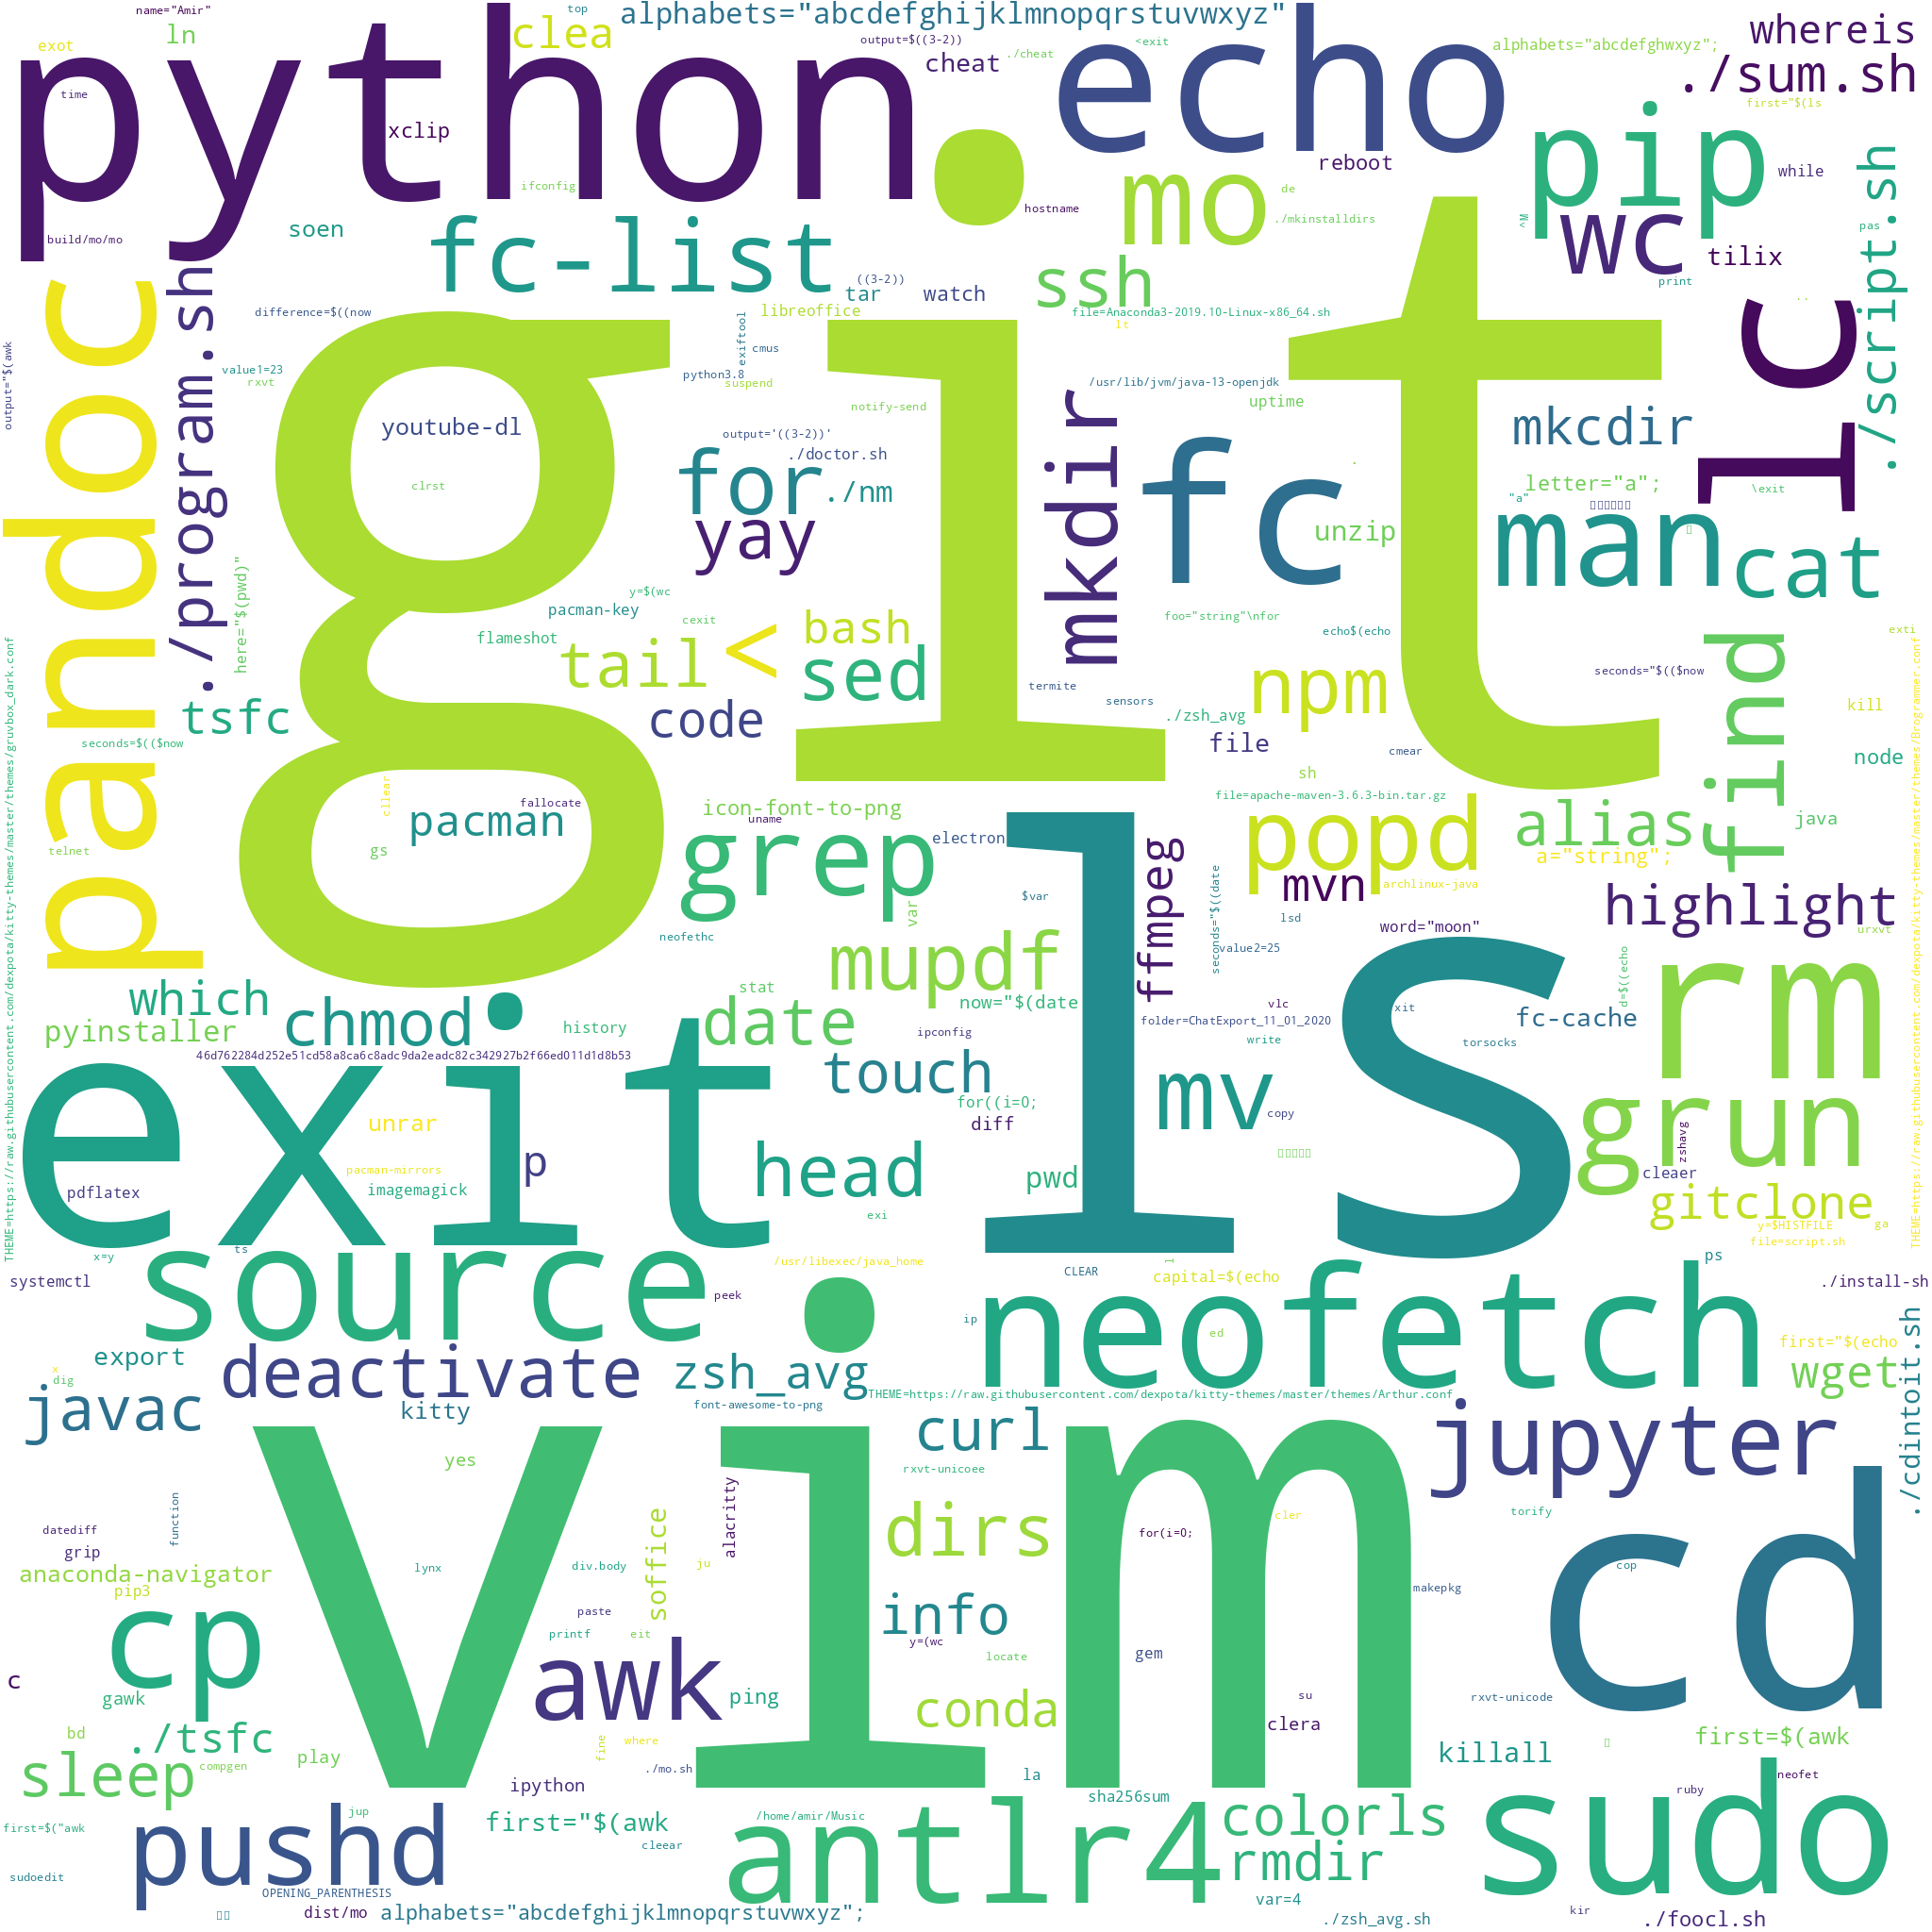 name="Amir"
top
alphabets="abcdefghijklmnopqrstuvwxyz"
exot
ln
clea
output=$((3-2))
./cheat
<exit
alphabets="abcdefghwxyz";
whereis
python
echo
cheat
./sum.sh
time
xclip
.
first="$(ls
pip
reboot
while
./script.sh
ifconfig
mo
de
build/mo/mo
soen
fc-list
hostname
./mkinstalldirs
^M
wc
pas
tilix
pandoc
./program.sh
((3-2))
tar
watch
ssh
print
difference=$((now
exiftool
libreoffice
file=Anaconda3-2019.10-Linux-x86_64.sh
lt
..
lc
output="$(awk
value1=23
rxvt
cmus
python3.8
suspend
/usr/lib/jvm/java-13-openjdk
uptime
git
notify-send
mkdir
youtube-dl
output='((3-2))'
./doctor.sh
fc
mkcdir
for
./nm
clrst
.
letter="a";
"a"
\exit
yay
unzip
man
cat
here="$(pwd)"
y=$(wc
pacman-key
cexit
foo="string"\nfor
echo$(echo
exti
THEME=https://raw.githubusercontent.com/dexpota/kitty-themes/master/themes/gruvbox_dark.conf
flameshot
tail
<
bash
sed
find
THEME=https://raw.githubusercontent.com/dexpota/kitty-themes/master/themes/Brogrammer.conf
seconds="$(($now
termite
npm
sensors
kill
tsfc
code
./zsh_avg
file
cmear
seconds=$(($now
node
sh
cllear
fallocate
icon-font-to-png
file=apache-maven-3.6.3-bin.tar.gz
pacman
uname
electron
ls
ffmpeg
popd
alias
java
telnet
gs
grep
a="string";
mvn
archlinux-java
$var
var
seconds="$((date
lsd
word="moon"
highlight
neofethc
value2=25
urxvt
mupdf
d=$((echo
rm
which
chmod
stat
now="$(date
vlc
folder=ChatExport_11_01_2020
xit
fc-cache
pyinstaller
history
date
ipconfig
write
torsocks
46d762284d252e51cd58a8ca6c8adc9da2eadc82c342927b2f66ed011d1d8b53
exit
touch
mv
for((i=0;
copy
grun
unrar
diff
zshavg
pacman-mirrors
p
head
pwd
cleaer
pdflatex
imagemagick
gitclone
exi
y=$HISTFILE
ga
file=script.sh
x=y
ts
source
/usr/libexec/java_home
l
ps
systemctl
CLEAR
capital=$(echo
./install-sh
peek
.
neofetch
ip
ed
./cdintoit.sh
first="$(echo
export
deactivate
zsh_avg
x
dig
wget
javac
kitty
font-awesome-to-png
THEME=https://raw.githubusercontent.com/dexpota/kitty-themes/master/themes/Arthur.conf
curl
jupyter
vim
yes
rxvt-unicoee
cd
function
alacritty
soffice
dirs
cler
torify
datediff
for(i=0;
grip
lynx
div.body
ju
cop
anaconda-navigator
pip3
makepkg
cp
paste
info
printf
eit
y=(wc
awk
locate
gem
c
gawk
ping
conda
su
rxvt-unicode
bd
./tsfc
clera
first=$(awk
fine
where
play
killall
sleep
compgen
./mo.sh
la
neofet
ipython
sha256sum
ruby
sudo
pushd
jup
first="$(awk
/home/amir/Music
antlr4
colorls
first=$("awk
cleear
rmdir
sudoedit
OPENING_PARENTHESIS
var=4
dist/mo
alphabets="abcdefghijklmnopqrstuvwxyz";
./zsh_avg.sh
kir
./foocl.sh